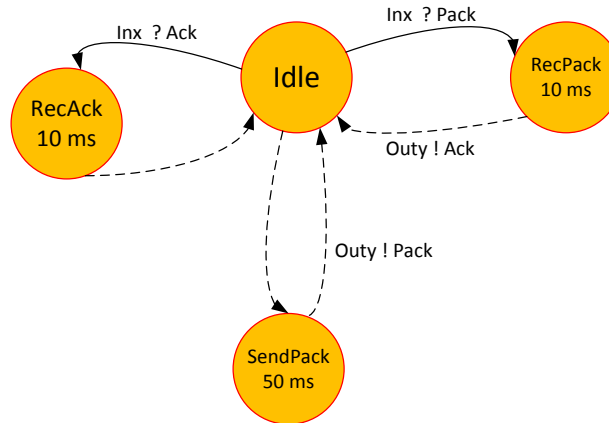 Inx ? Ack
Inx ? Pack
Idle
RecAck
10 ms
RecPack
10 ms
Outy ! Ack
Outy ! Pack
SendPack
50 ms